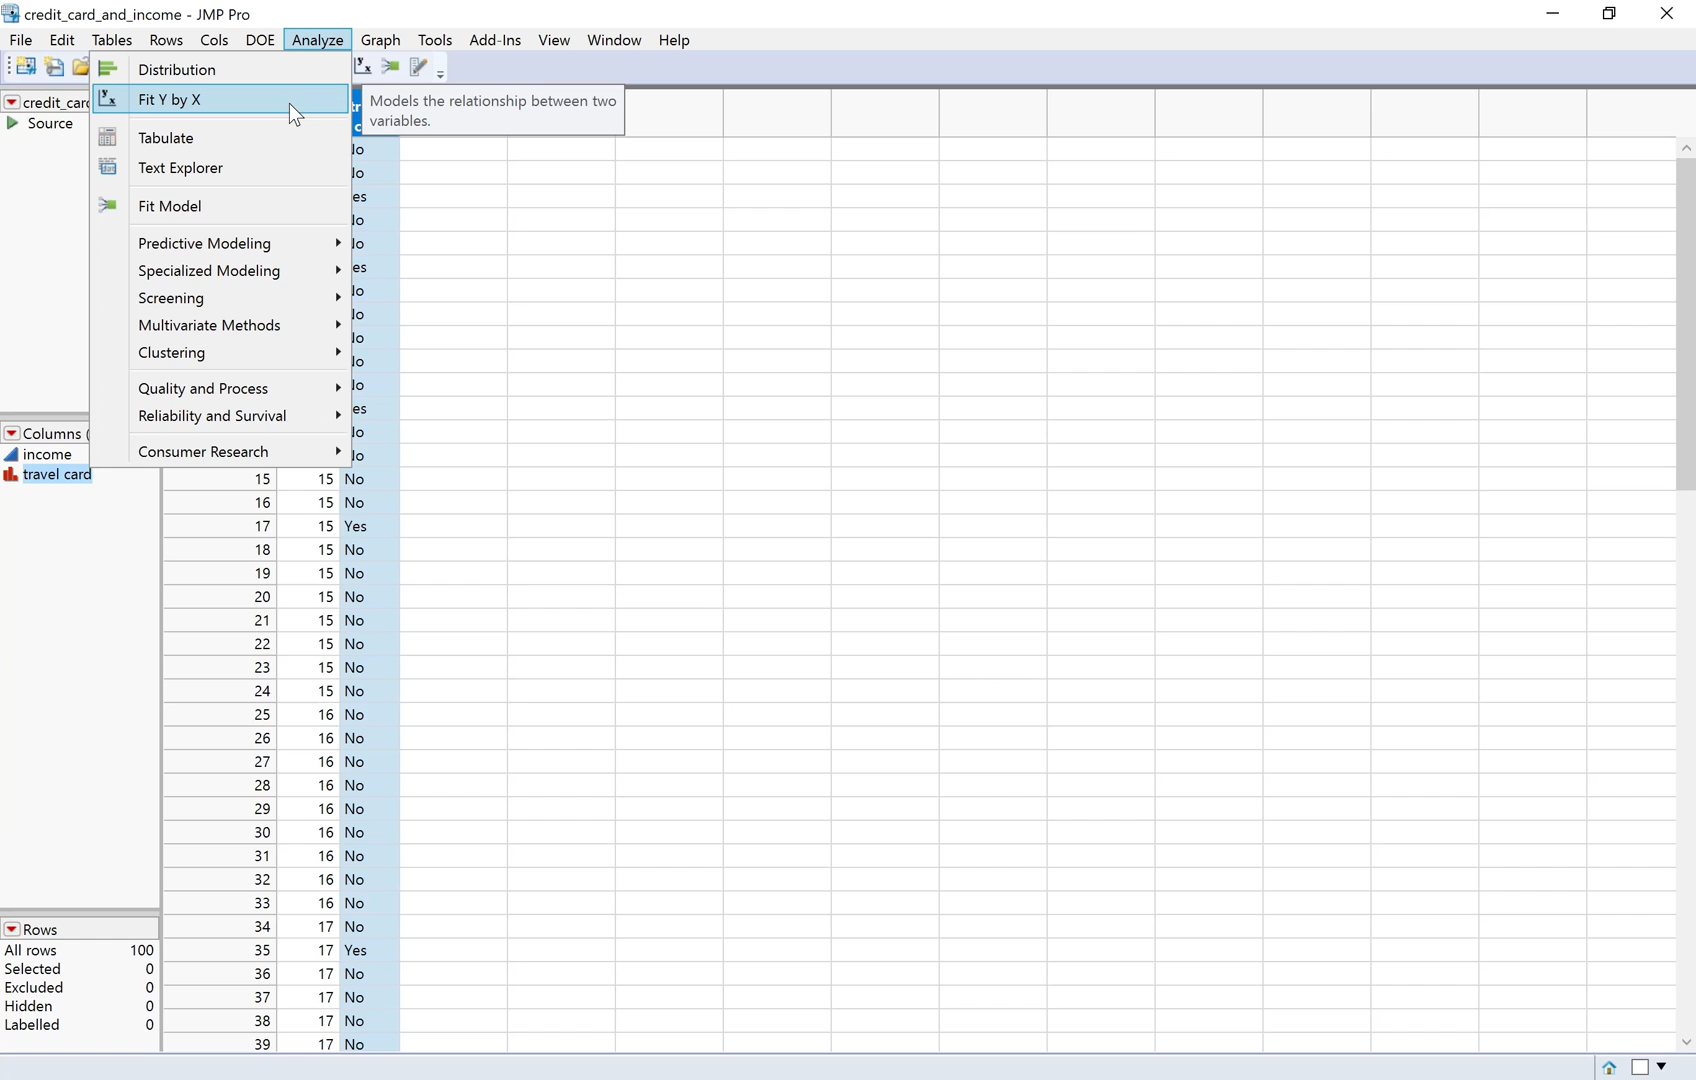 credit_card_and_income - JMP Pro
File Edit Tables Rows Cols DOE Analyze Graph Tools Add-Ins View Window Help
credit_car
Source
Distribution
Fit Y by X
Models the relationship between two
variables.
Tabulate
Text Explorer
Fit Model
Predictive Modeling
Specialized Modeling
Screening
Multivariate Methods
Clustering
Quality and Process
Reliability and Survival
Consumer Research
Columns (
income
travel card
15 15 No
16 15 No
17 15 Yes
18 15 No
19 15 No
20 15 No
21 15 No
22 15 No
23 15 No
24 15 No
25 16 No
26 16 No
27 16 No
28 16 No
29 16 No
30 16 No
31 16 No
32 16 No
33 16 No
34 17 No
35 17 Yes
36 17 No
37 17 No
38 17 No
39 17 No
Rows
All rows 100
Selected 0
Excluded 0
Hidden 0
Labelled 0